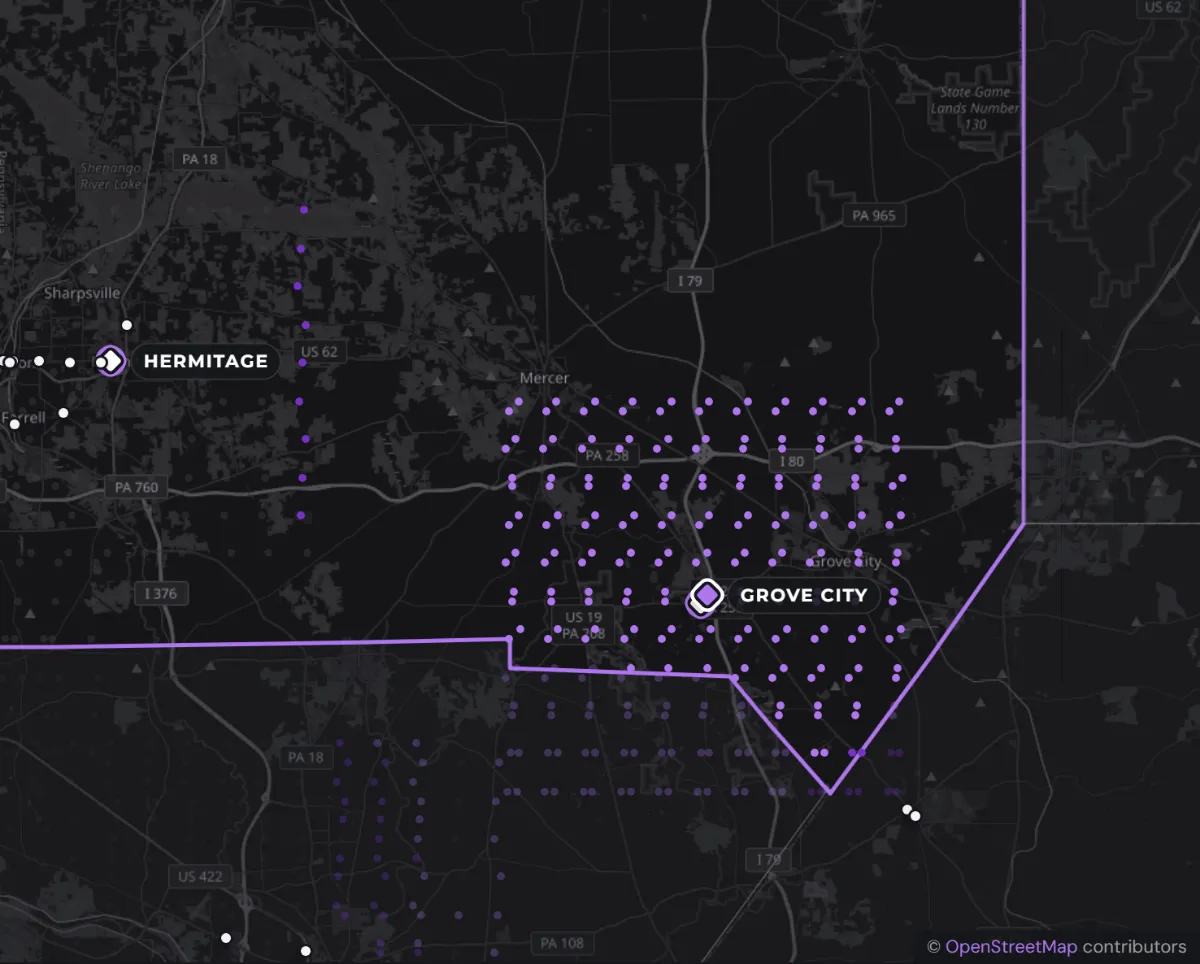 US 62
State Game
Lands Number
130
PA 18
Shenango
River Lake
PA 965
I 79
Sharpsville
US 62
HERMITAGE
Mercer
Farrell
PA 258
I 80
PA 760
Grove City
I 376
GROVE CITY
US 19
PA 208
PA 18
I 79
US 422
PA 108
© OpenStreetMap contributors